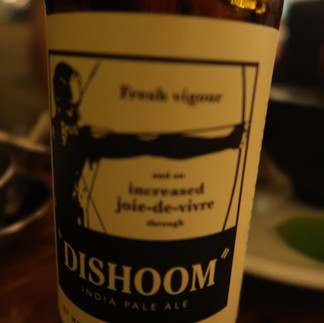 Fresh vigour
and an
increased
joie-de-vivre
through
"DISHOOM"
INDIA PALE ALE